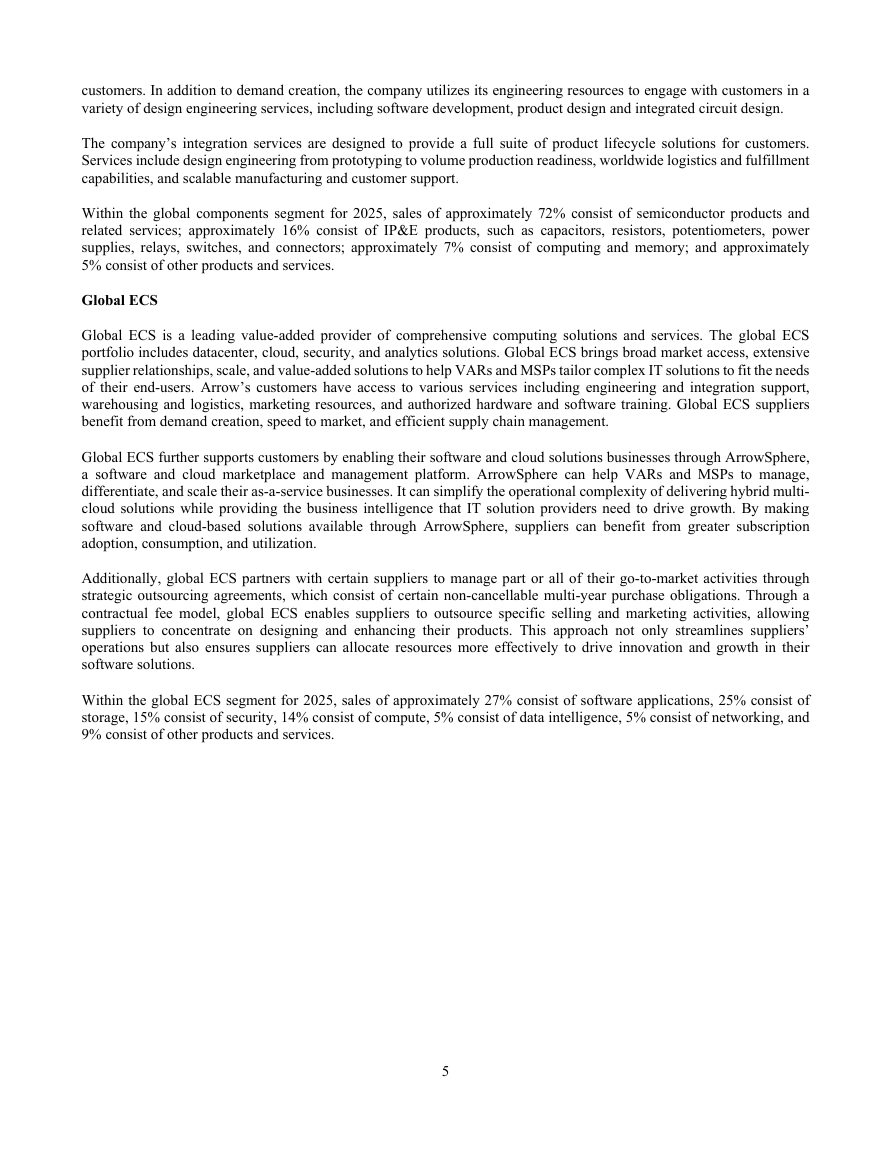 customers. In addition to demand creation, the company utilizes its engineering resources to engage with customers in a
variety of design engineering services, including software development, product design and integrated circuit design.
The company’s integration services are designed to provide a full suite of product lifecycle solutions for customers.
Services include design engineering from prototyping to volume production readiness, worldwide logistics and fulfillment
capabilities, and scalable manufacturing and customer support.
Within the global components segment for 2025, sales of approximately 72% consist of semiconductor products and
related services; approximately 16% consist of IP&E products, such as capacitors, resistors, potentiometers, power
supplies, relays, switches, and connectors; approximately 7% consist of computing and memory; and approximately
5% consist of other products and services.
Global ECS
Global ECS is a leading value-added provider of comprehensive computing solutions and services. The global ECS
portfolio includes datacenter, cloud, security, and analytics solutions. Global ECS brings broad market access, extensive
supplier relationships, scale, and value-added solutions to help VARs and MSPs tailor complex IT solutions to fit the needs
of their end-users. Arrow’s customers have access to various services including engineering and integration support,
warehousing and logistics, marketing resources, and authorized hardware and software training. Global ECS suppliers
benefit from demand creation, speed to market, and efficient supply chain management.
Global ECS further supports customers by enabling their software and cloud solutions businesses through ArrowSphere,
a software and cloud marketplace and management platform. ArrowSphere can help VARs and MSPs to manage,
differentiate, and scale their as-a-service businesses. It can simplify the operational complexity of delivering hybrid multi-
cloud solutions while providing the business intelligence that IT solution providers need to drive growth. By making
software and cloud-based solutions available through ArrowSphere, suppliers can benefit from greater subscription
adoption, consumption, and utilization.
Additionally, global ECS partners with certain suppliers to manage part or all of their go-to-market activities through
strategic outsourcing agreements, which consist of certain non-cancellable multi-year purchase obligations. Through a
contractual fee model, global ECS enables suppliers to outsource specific selling and marketing activities, allowing
suppliers to concentrate on designing and enhancing their products. This approach not only streamlines suppliers’
operations but also ensures suppliers can allocate resources more effectively to drive innovation and growth in their
software solutions.
Within the global ECS segment for 2025, sales of approximately 27% consist of software applications, 25% consist of
storage, 15% consist of security, 14% consist of compute, 5% consist of data intelligence, 5% consist of networking, and
9% consist of other products and services.
5